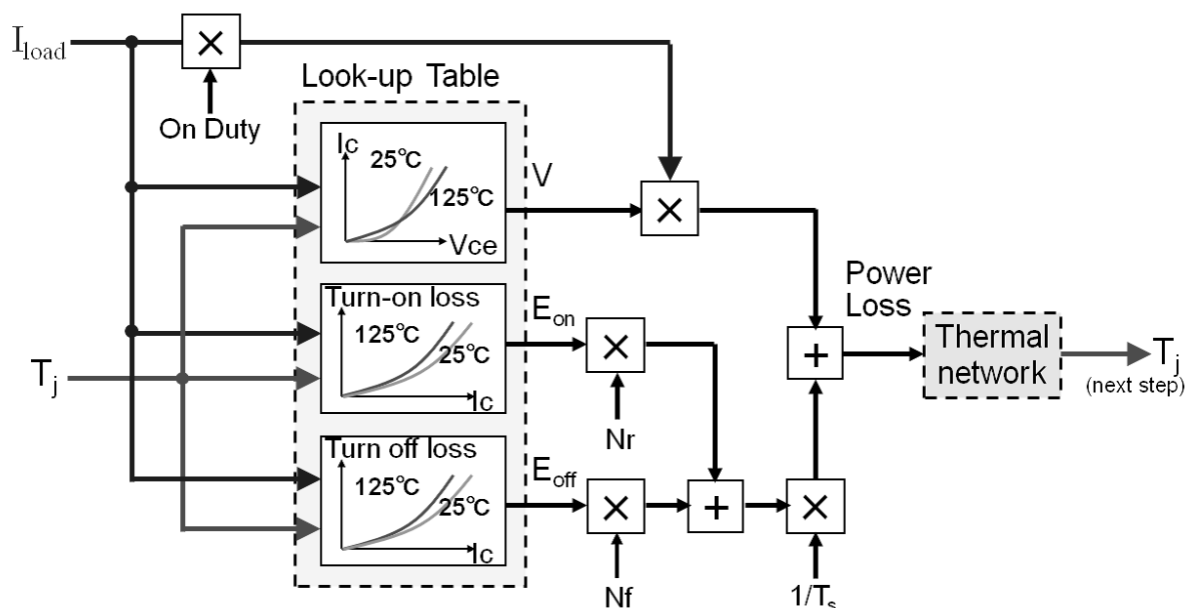 I_load
On Duty
Look-up Table
Ic
25℃
125℃
Vce
V
Turn-on loss
125℃
25℃
Ic
E_on
Nr
T_j
Turn off loss
125℃
25℃
Ic
E_off
Nf
1/T_s
Power
Loss
Thermal
network
T_j
(next step)
×
×
×
×
×
+
+